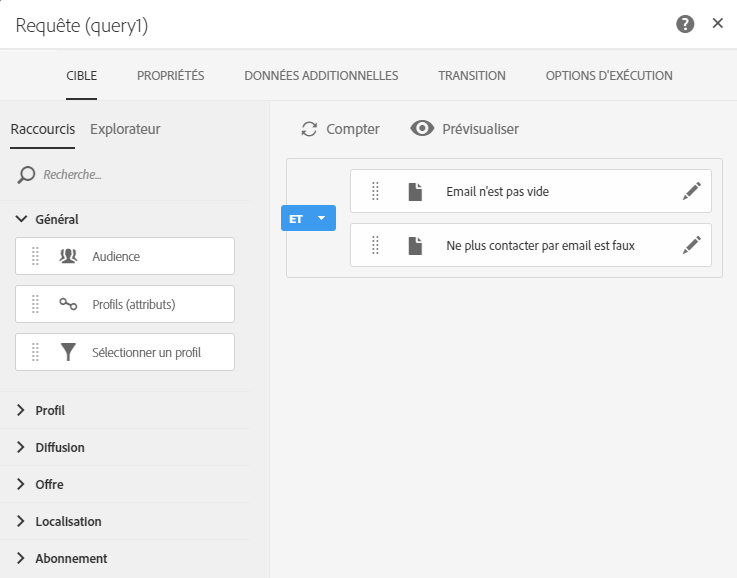 Requête (query1)
CIBLE
PROPRIÉTÉS
DONNÉES ADDITIONNELLES
TRANSITION
OPTIONS D'EXÉCUTION
Raccourcis
Explorateur
Recherche...
Général
Audience
Profils (attributs)
Sélectionner un profil
Profil
Diffusion
Offre
Localisation
Abonnement
Compter
Prévisualiser
ET
Email n'est pas vide
Ne plus contacter par email est faux